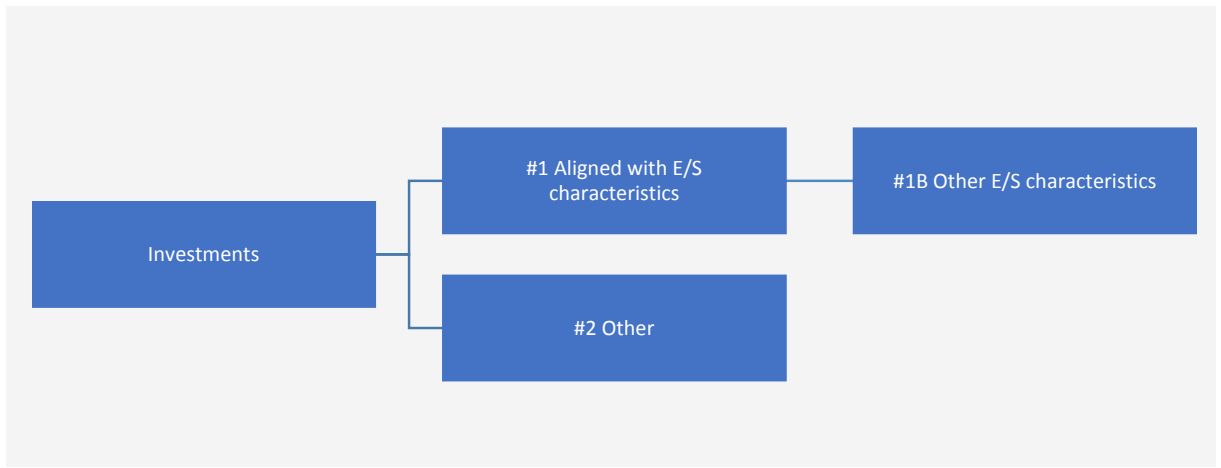 #1 Aligned with E/S
characteristics
#1B Other E/S characteristics
Investments
#2 Other